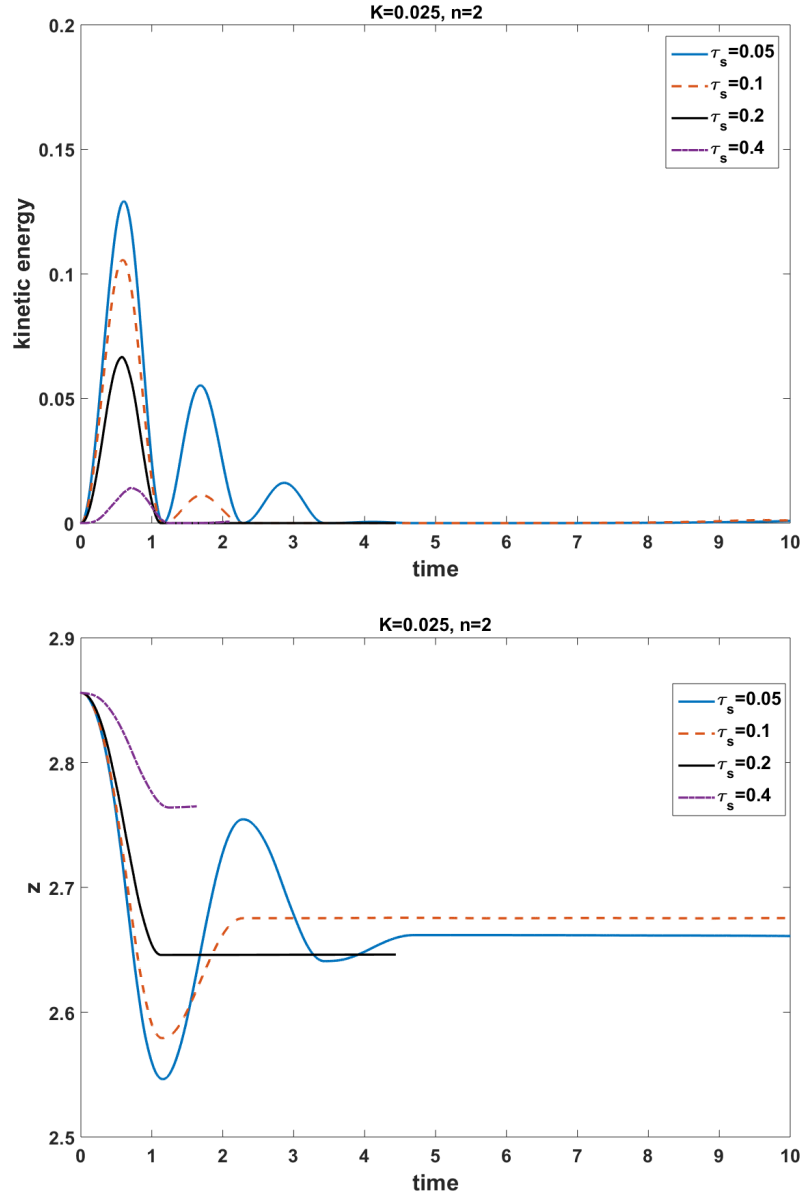 K=0.025, n=2
0.2
0.15
0.1
0.05
0
kinetic energy
τs=0.05
τs=0.1
τs=0.2
τs=0.4
0 1 2 3 4 5 6 7 8 9 10
time
K=0.025, n=2
2.9
2.8
2.7
2.6
2.5
z
τs=0.05
τs=0.1
τs=0.2
τs=0.4
0 1 2 3 4 5 6 7 8 9 10
time